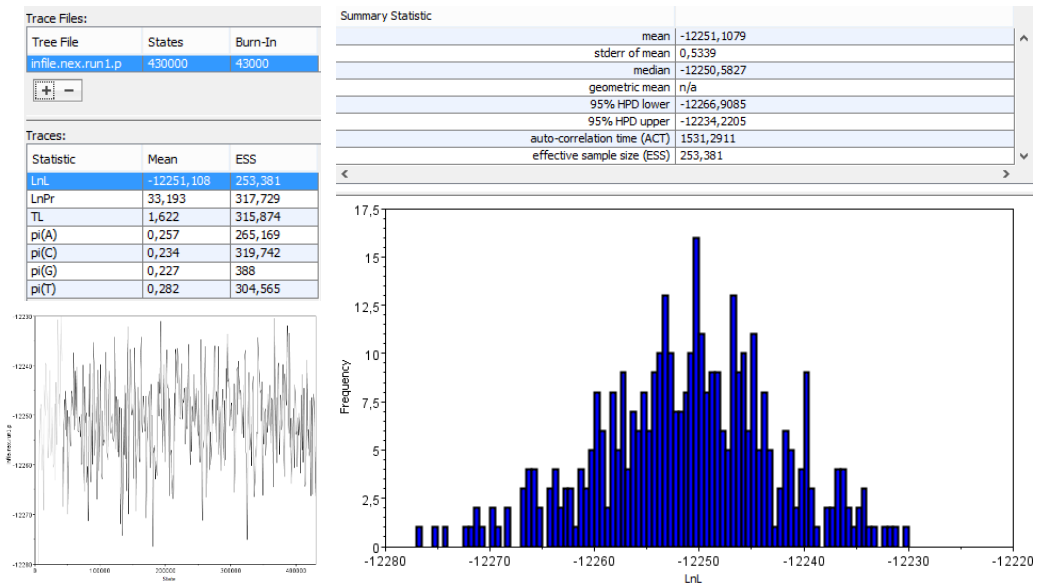 Trace Files:
Tree File States Burn-In
infile.nex.run1.p 430000 43000
+ -
Traces:
Statistic Mean ESS
LnL -12251,108 253,381
LnPr 33,193 317,729
TL 1,622 315,874
pi(A) 0,257 265,169
pi(C) 0,234 319,742
pi(G) 0,227 388
pi(T) 0,282 304,565
Summary Statistic
mean -12251,1079
stderr of mean 0,5339
median -12250,5827
geometric mean n/a
95% HPD lower -12266,9085
95% HPD upper -12234,2205
auto-correlation time (ACT) 1531,2911
effective sample size (ESS) 253,381
-12230
-12240
-12250
-12260
-12270
-12280
infile.nex.run1.p
0 100000 200000 300000 400000
State
17,5
15
12,5
10
7,5
5
2,5
0
Frequency
-12280 -12270 -12260 -12250 -12240 -12230 -12220
LnL